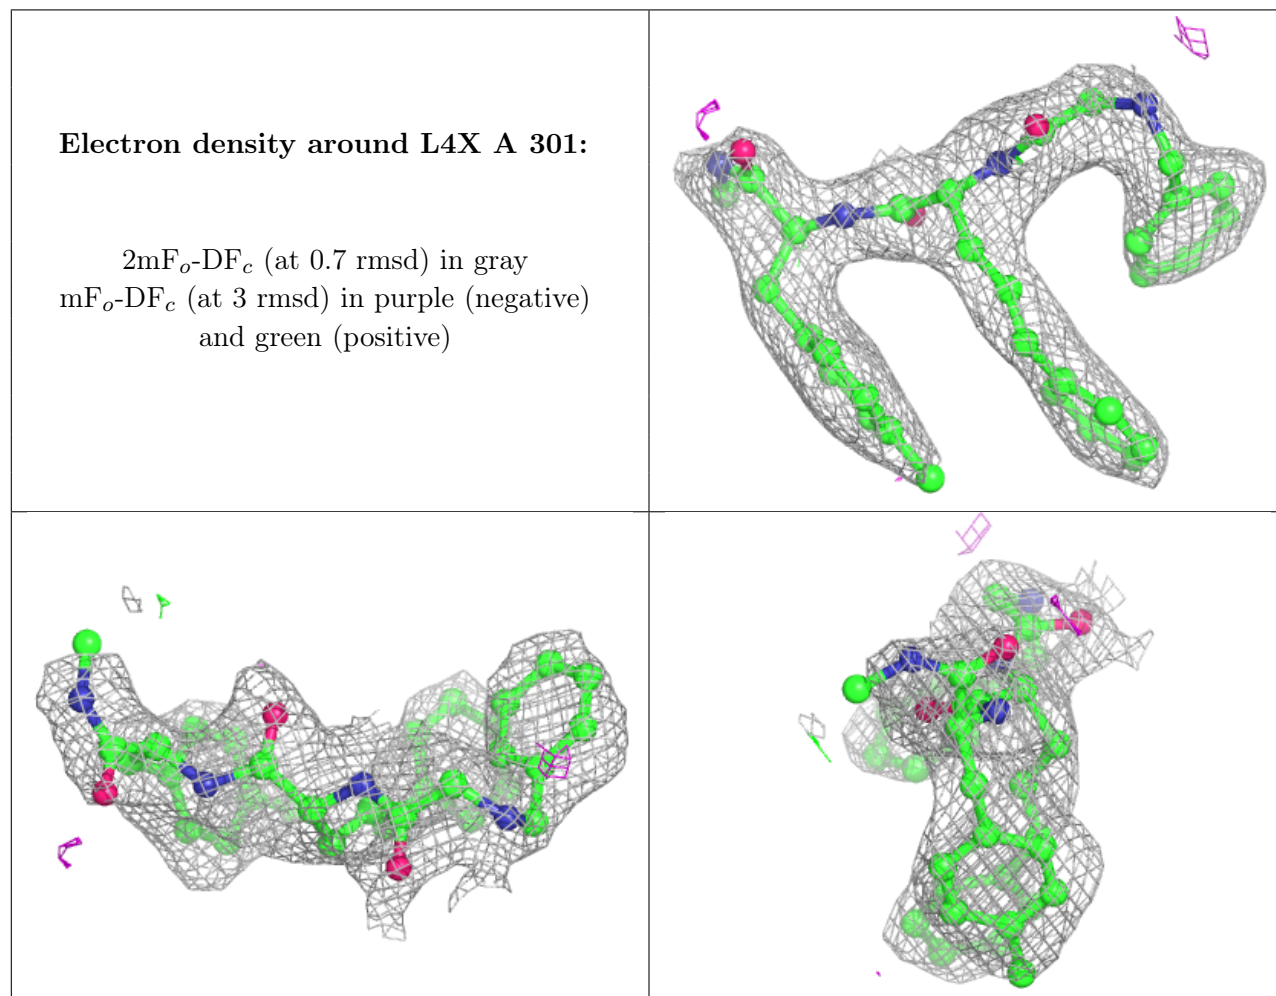 Electron density around L4X A 301:
2mFo-DFc (at 0.7 rmsd) in gray
mFo-DFc (at 3 rmsd) in purple (negative)
and green (positive)